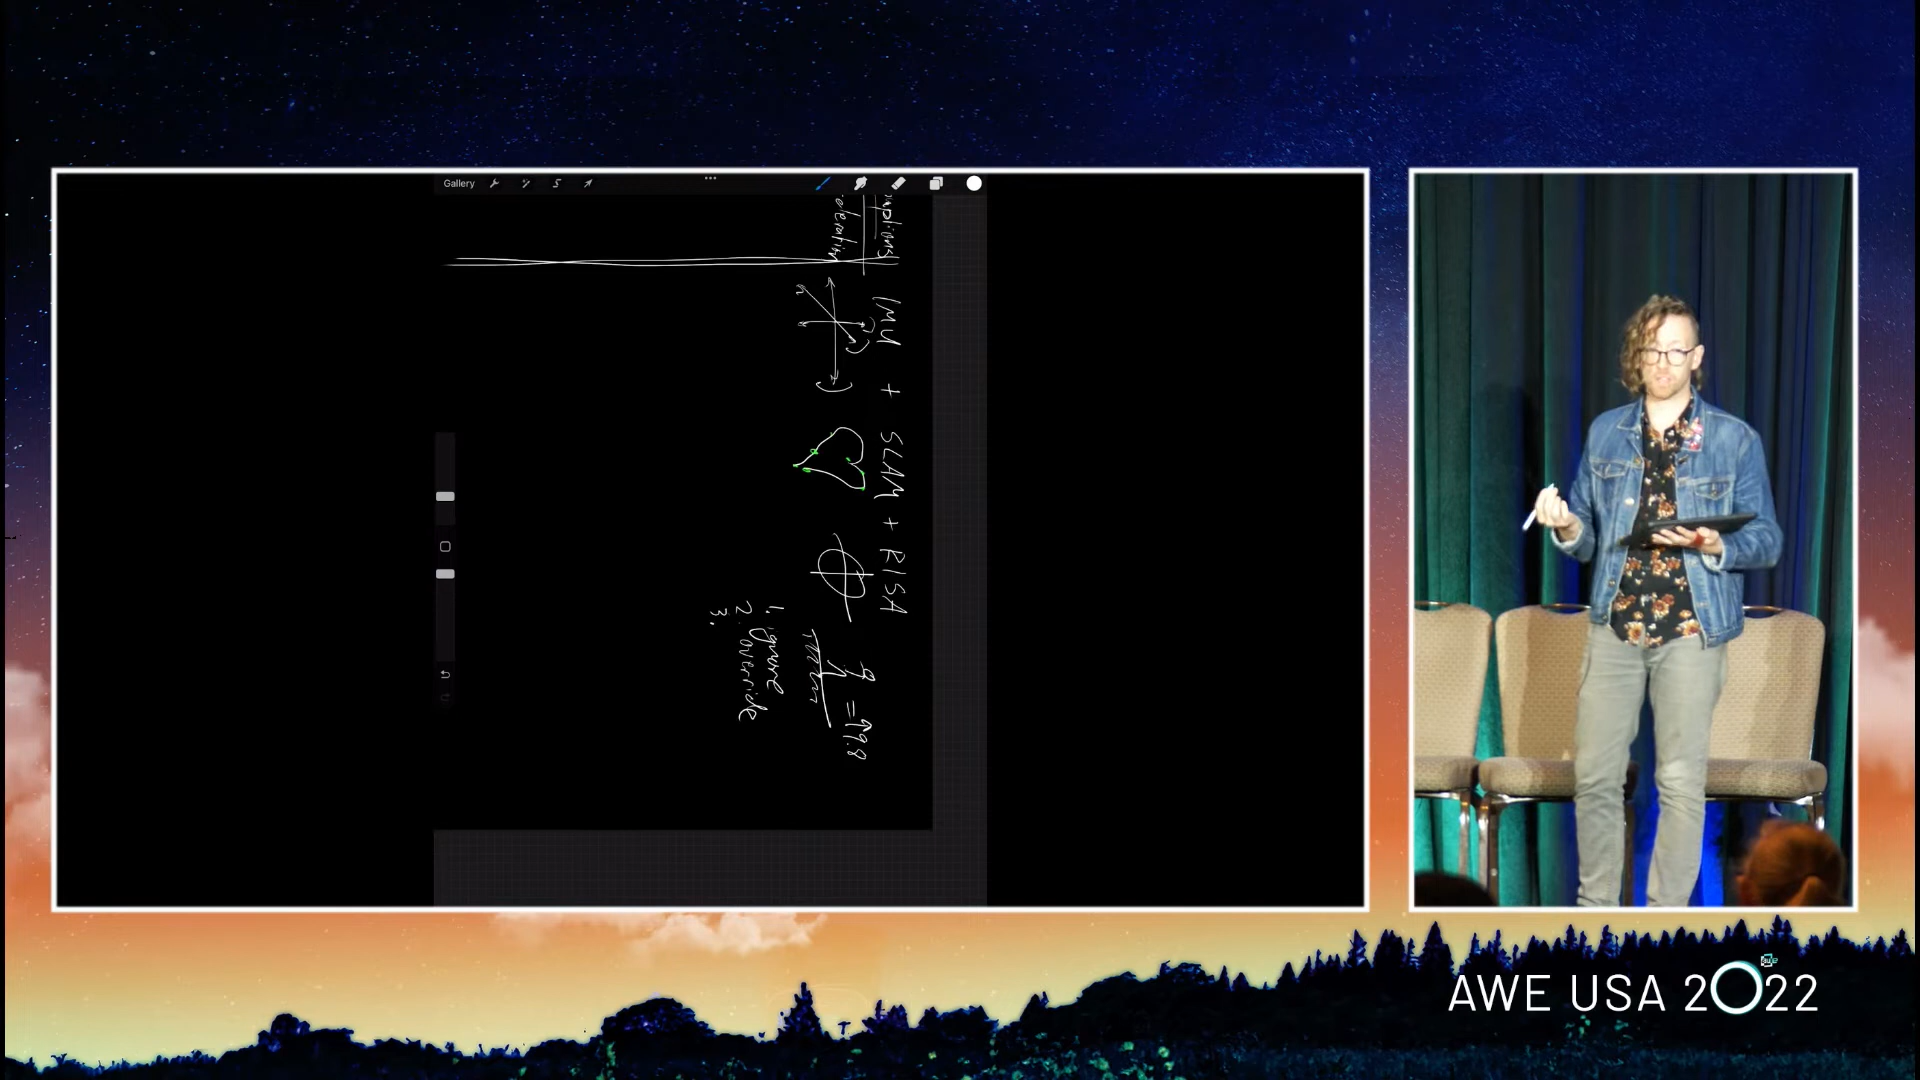 Gallery
IMU + SLAM + RISA
g = 9.8
1. ignore
2. override
3.
AWE USA 2022